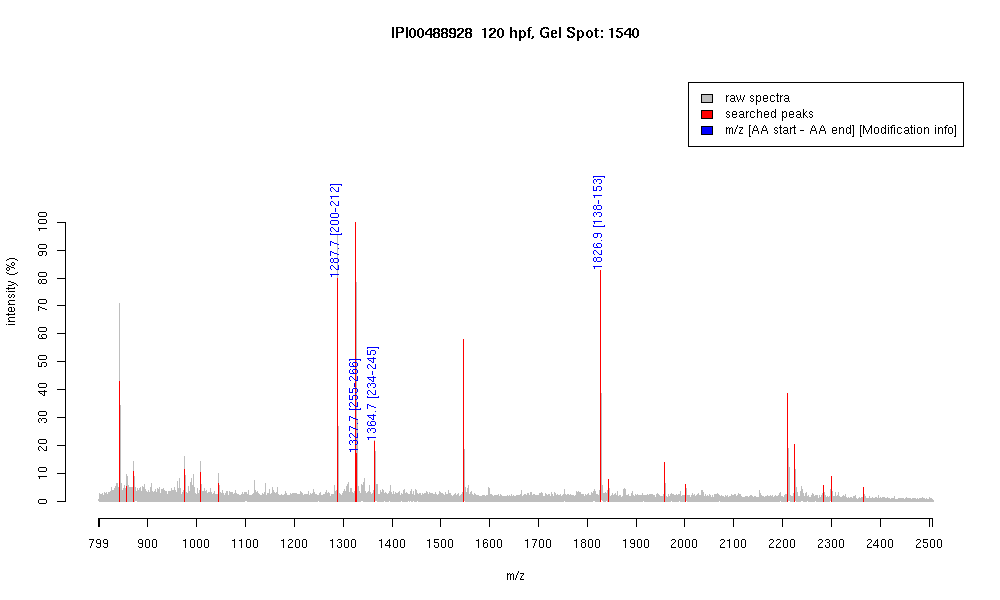 IPI00488928 120 hpf, Gel Spot: 1540
raw spectra
searched peaks
m/z [AA start - AA end] [Modification info]
1287.7 [200-212]
1327.7 [255-266]
1364.7 [234-245]
1826.9 [138-153]
intensity (%)
100
90
80
70
60
50
40
30
20
10
0
799 900 1000 1100 1200 1300 1400 1500 1600 1700 1800 1900 2000 2100 2200 2300 2400 2500
m/z